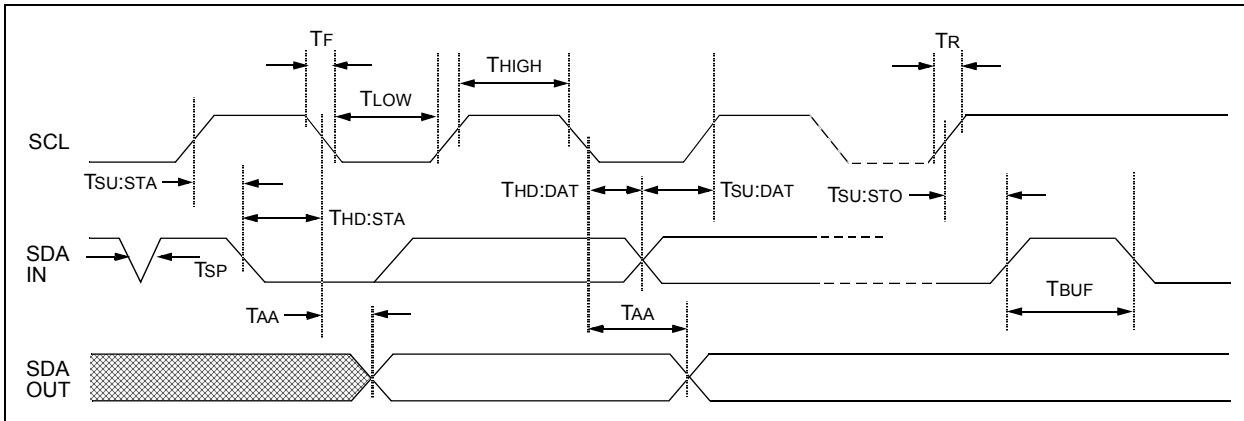 TF
TR
THIGH
TLOW
SCL
TSU:STA
THD:DAT
TSU:DAT
TSU:STO
THD:STA
SDA
IN
TSP
TBUF
TAA
TAA
SDA
OUT